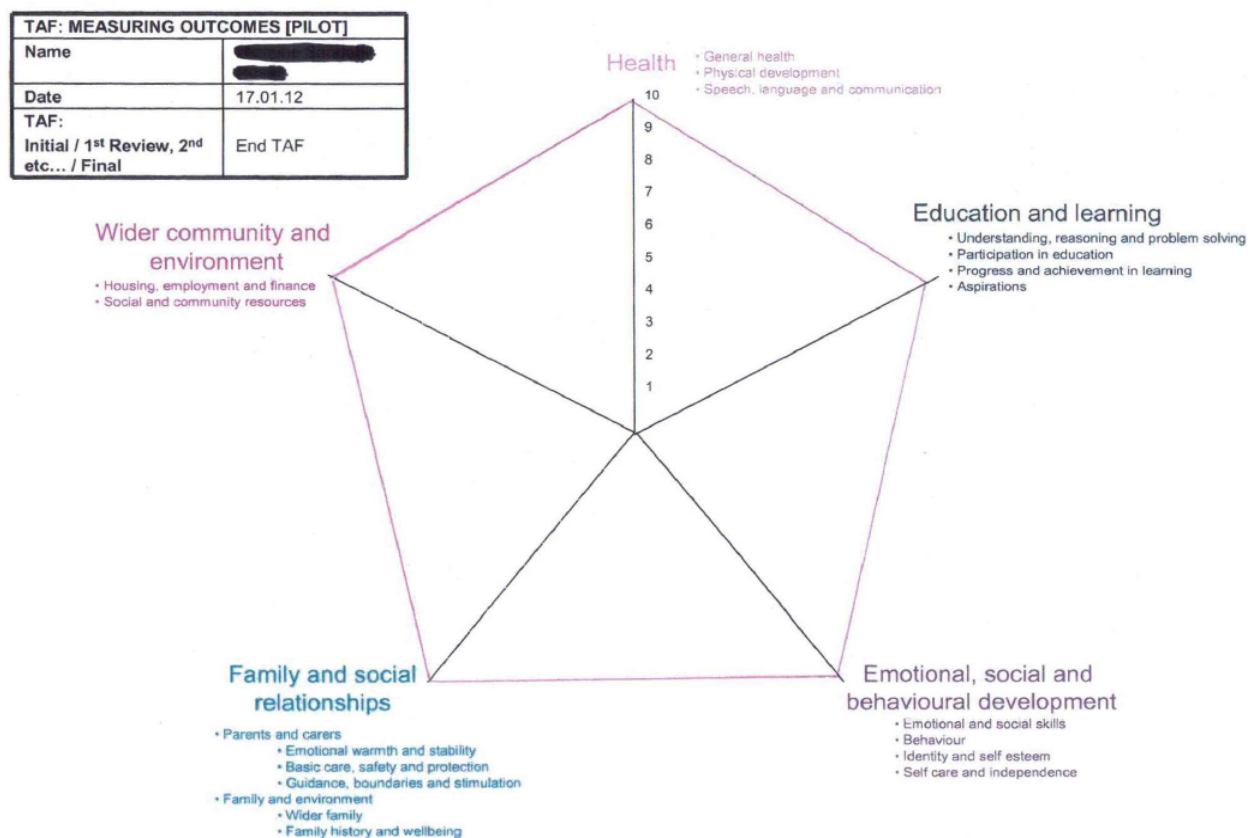 TAF: MEASURING OUTCOMES [PILOT]
Name
Date 17.01.12
TAF:
Initial / 1st Review, 2nd
etc... / Final
End TAF
Health
• General health
• Physical development
• Speech, language and communication
10
9
8
7
6
5
4
3
2
1
Education and learning
• Understanding, reasoning and problem solving
• Participation in education
• Progress and achievement in learning
• Aspirations
Wider community and
environment
• Housing, employment and finance
• Social and community resources
Family and social
relationships
• Parents and carers
• Emotional warmth and stability
• Basic care, safety and protection
• Guidance, boundaries and stimulation
• Family and environment
• Wider family
• Family history and wellbeing
Emotional, social and
behavioural development
• Emotional and social skills
• Behaviour
• Identity and self esteem
• Self care and independence